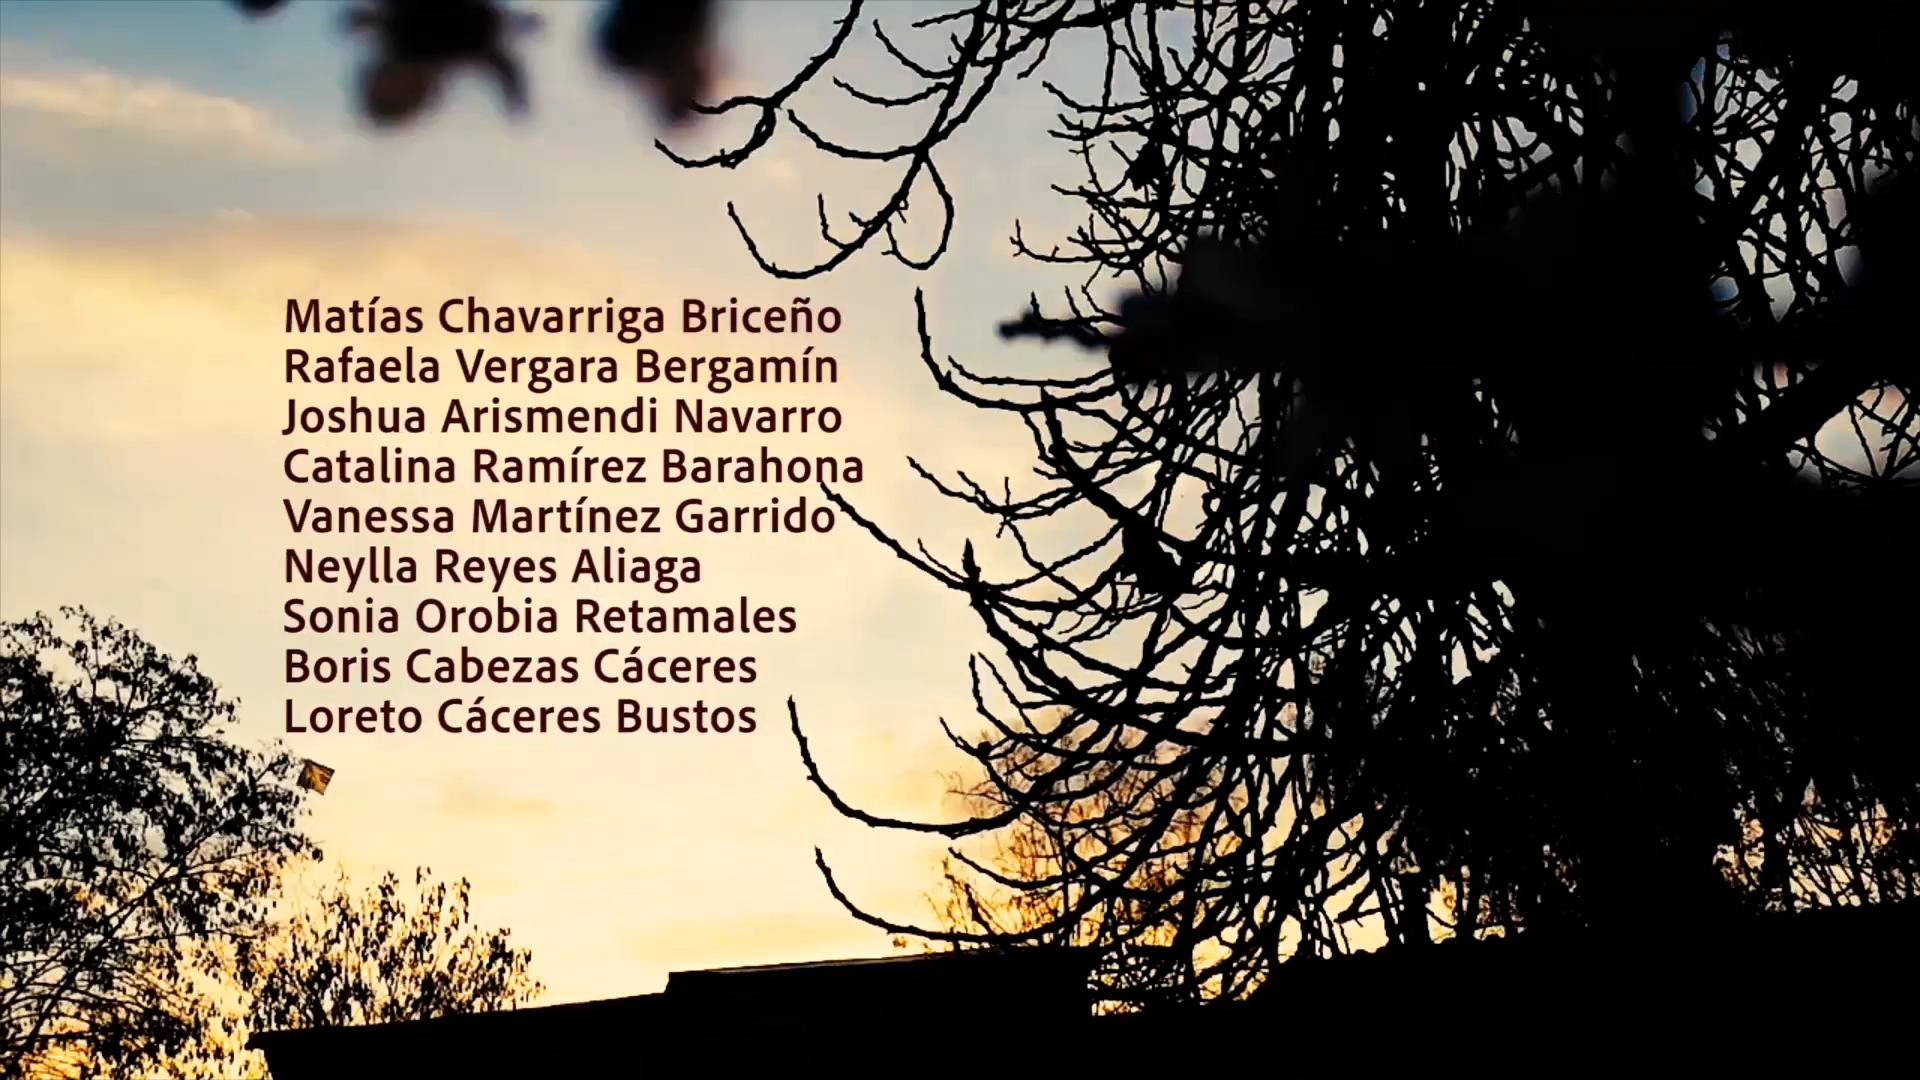 Matías Chavarriga Briceño
Rafaela Vergara Bergamín
Joshua Arismendi Navarro
Catalina Ramírez Barahona
Vanessa Martínez Garrido
Neylla Reyes Aliaga
Sonia Orobia Retamales
Boris Cabezas Cáceres
Loreto Cáceres Bustos